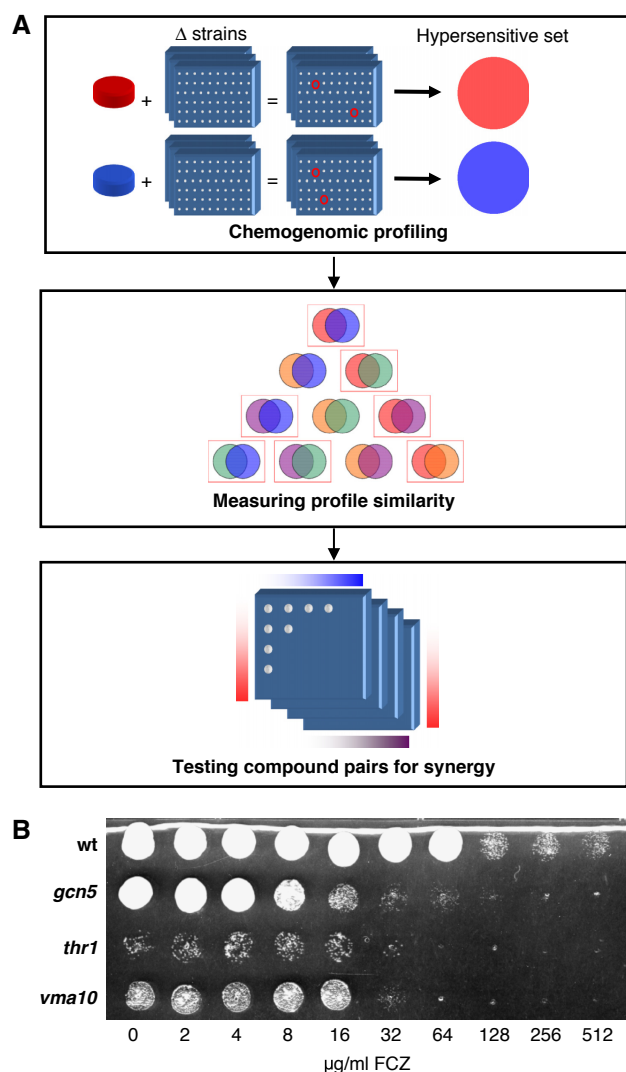 A
Δ strains
Hypersensitive set
+ =
+ =
Chemogenomic profiling
Measuring profile similarity
Testing compound pairs for synergy
B
wt
gcn5
thr1
vma10
0 2 4 8 16 32 64 128 256 512
µg/ml FCZ